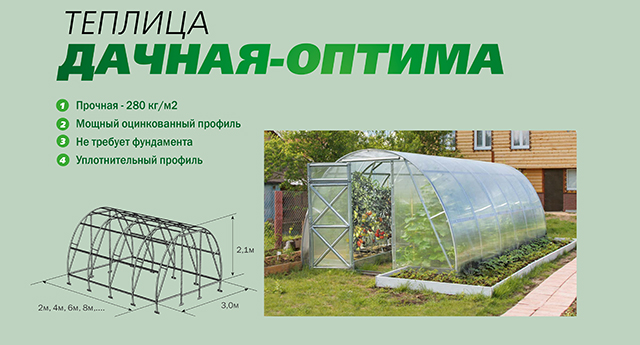 ТЕПЛИЦА
ДАЧНАЯ-ОПТИМА
1 Прочная - 280 кг/м2
2 Мощный оцинкованный профиль
3 Не требует фундамента
4 Уплотнительный профиль
2,1м
2м, 4м, 6м, 8м,.....
3,0м